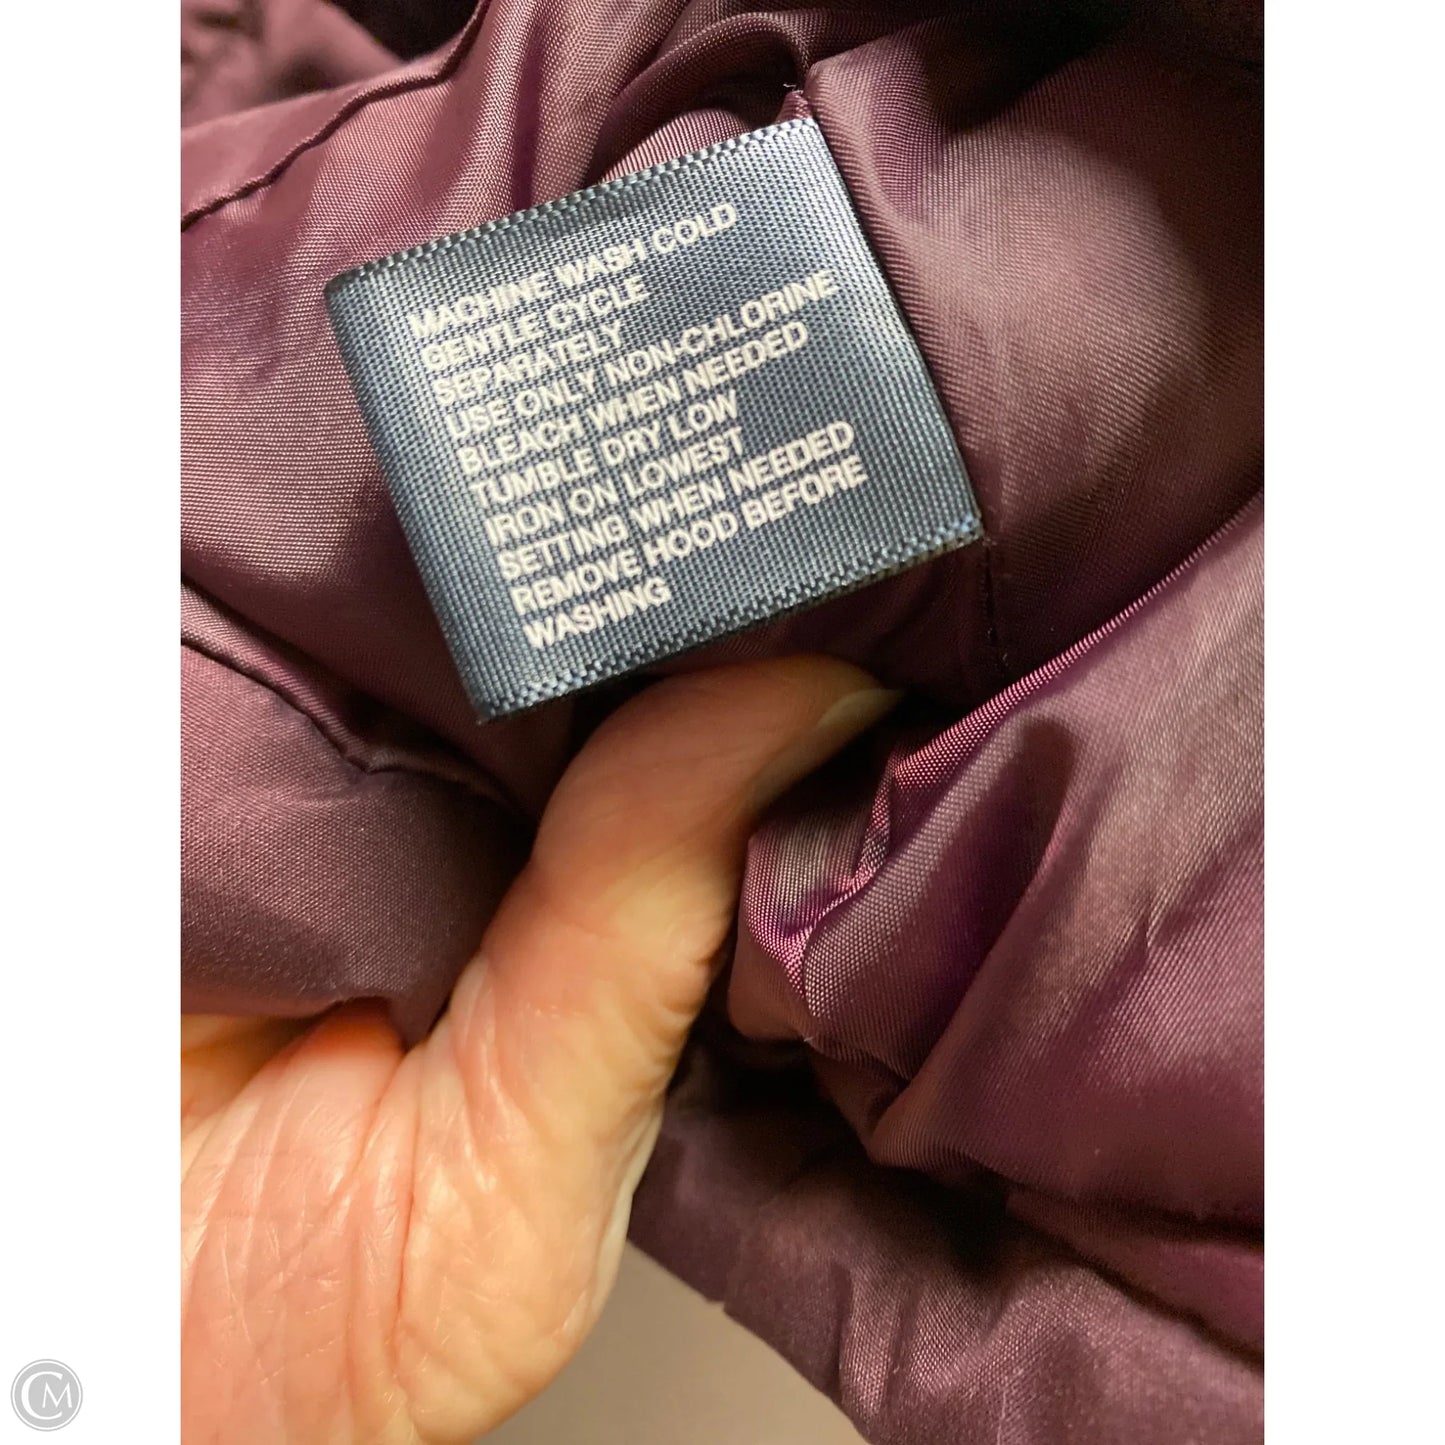 MACHINE WASH COLD
GENTLE CYCLE
SEPARATELY
USE ONLY NON-CHLORINE
BLEACH WHEN NEEDED
TUMBLE DRY LOW
IRON ON LOWEST
SETTING WHEN NEEDED
REMOVE HOOD BEFORE
WASHING
CM